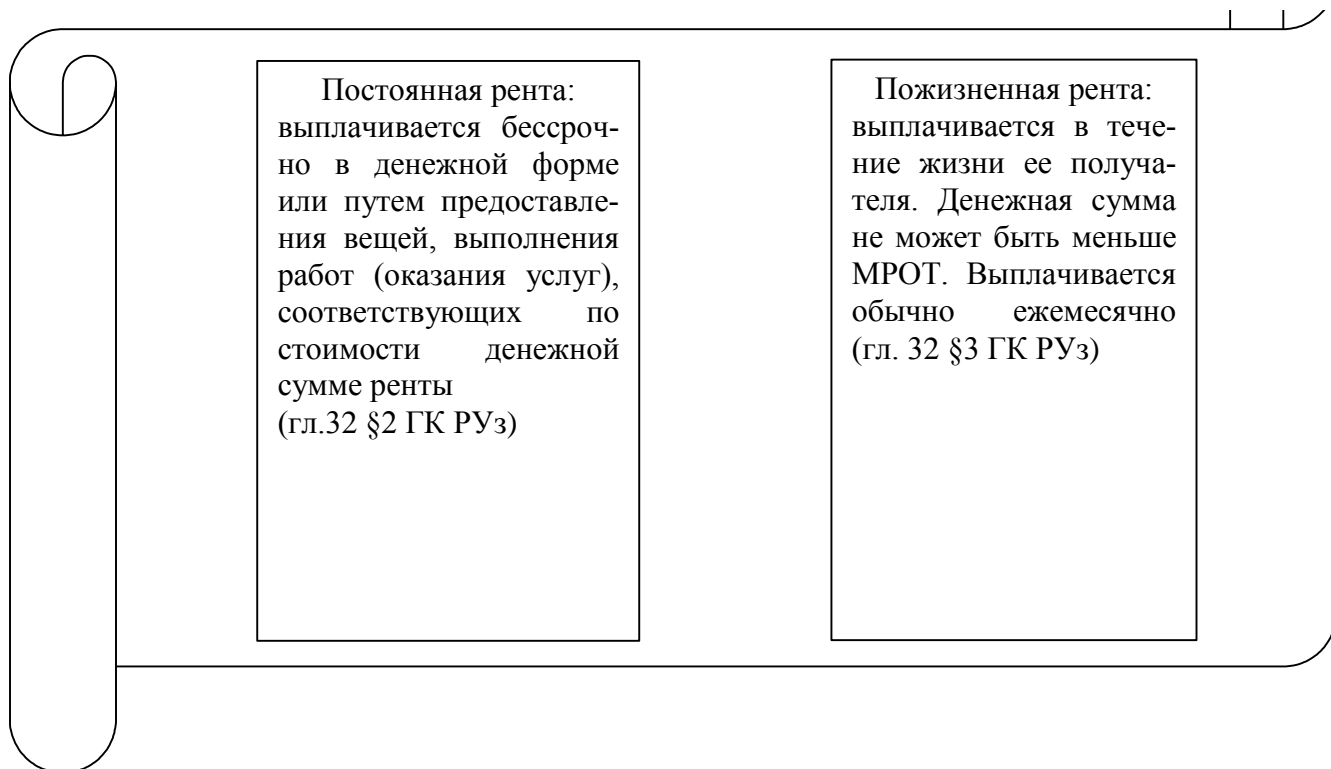 Постоянная рента:
выплачивается бессроч-
но в денежной форме
или путем предоставле-
ния вещей, выполнения
работ (оказания услуг),
соответствующих по
стоимости денежной
сумме ренты
(гл.32 §2 ГК РУз)
Пожизненная рента:
выплачивается в тече-
ние жизни ее получа-
теля. Денежная сумма
не может быть меньше
МРОТ. Выплачивается
обычно ежемесячно
(гл. 32 §3 ГК РУз)